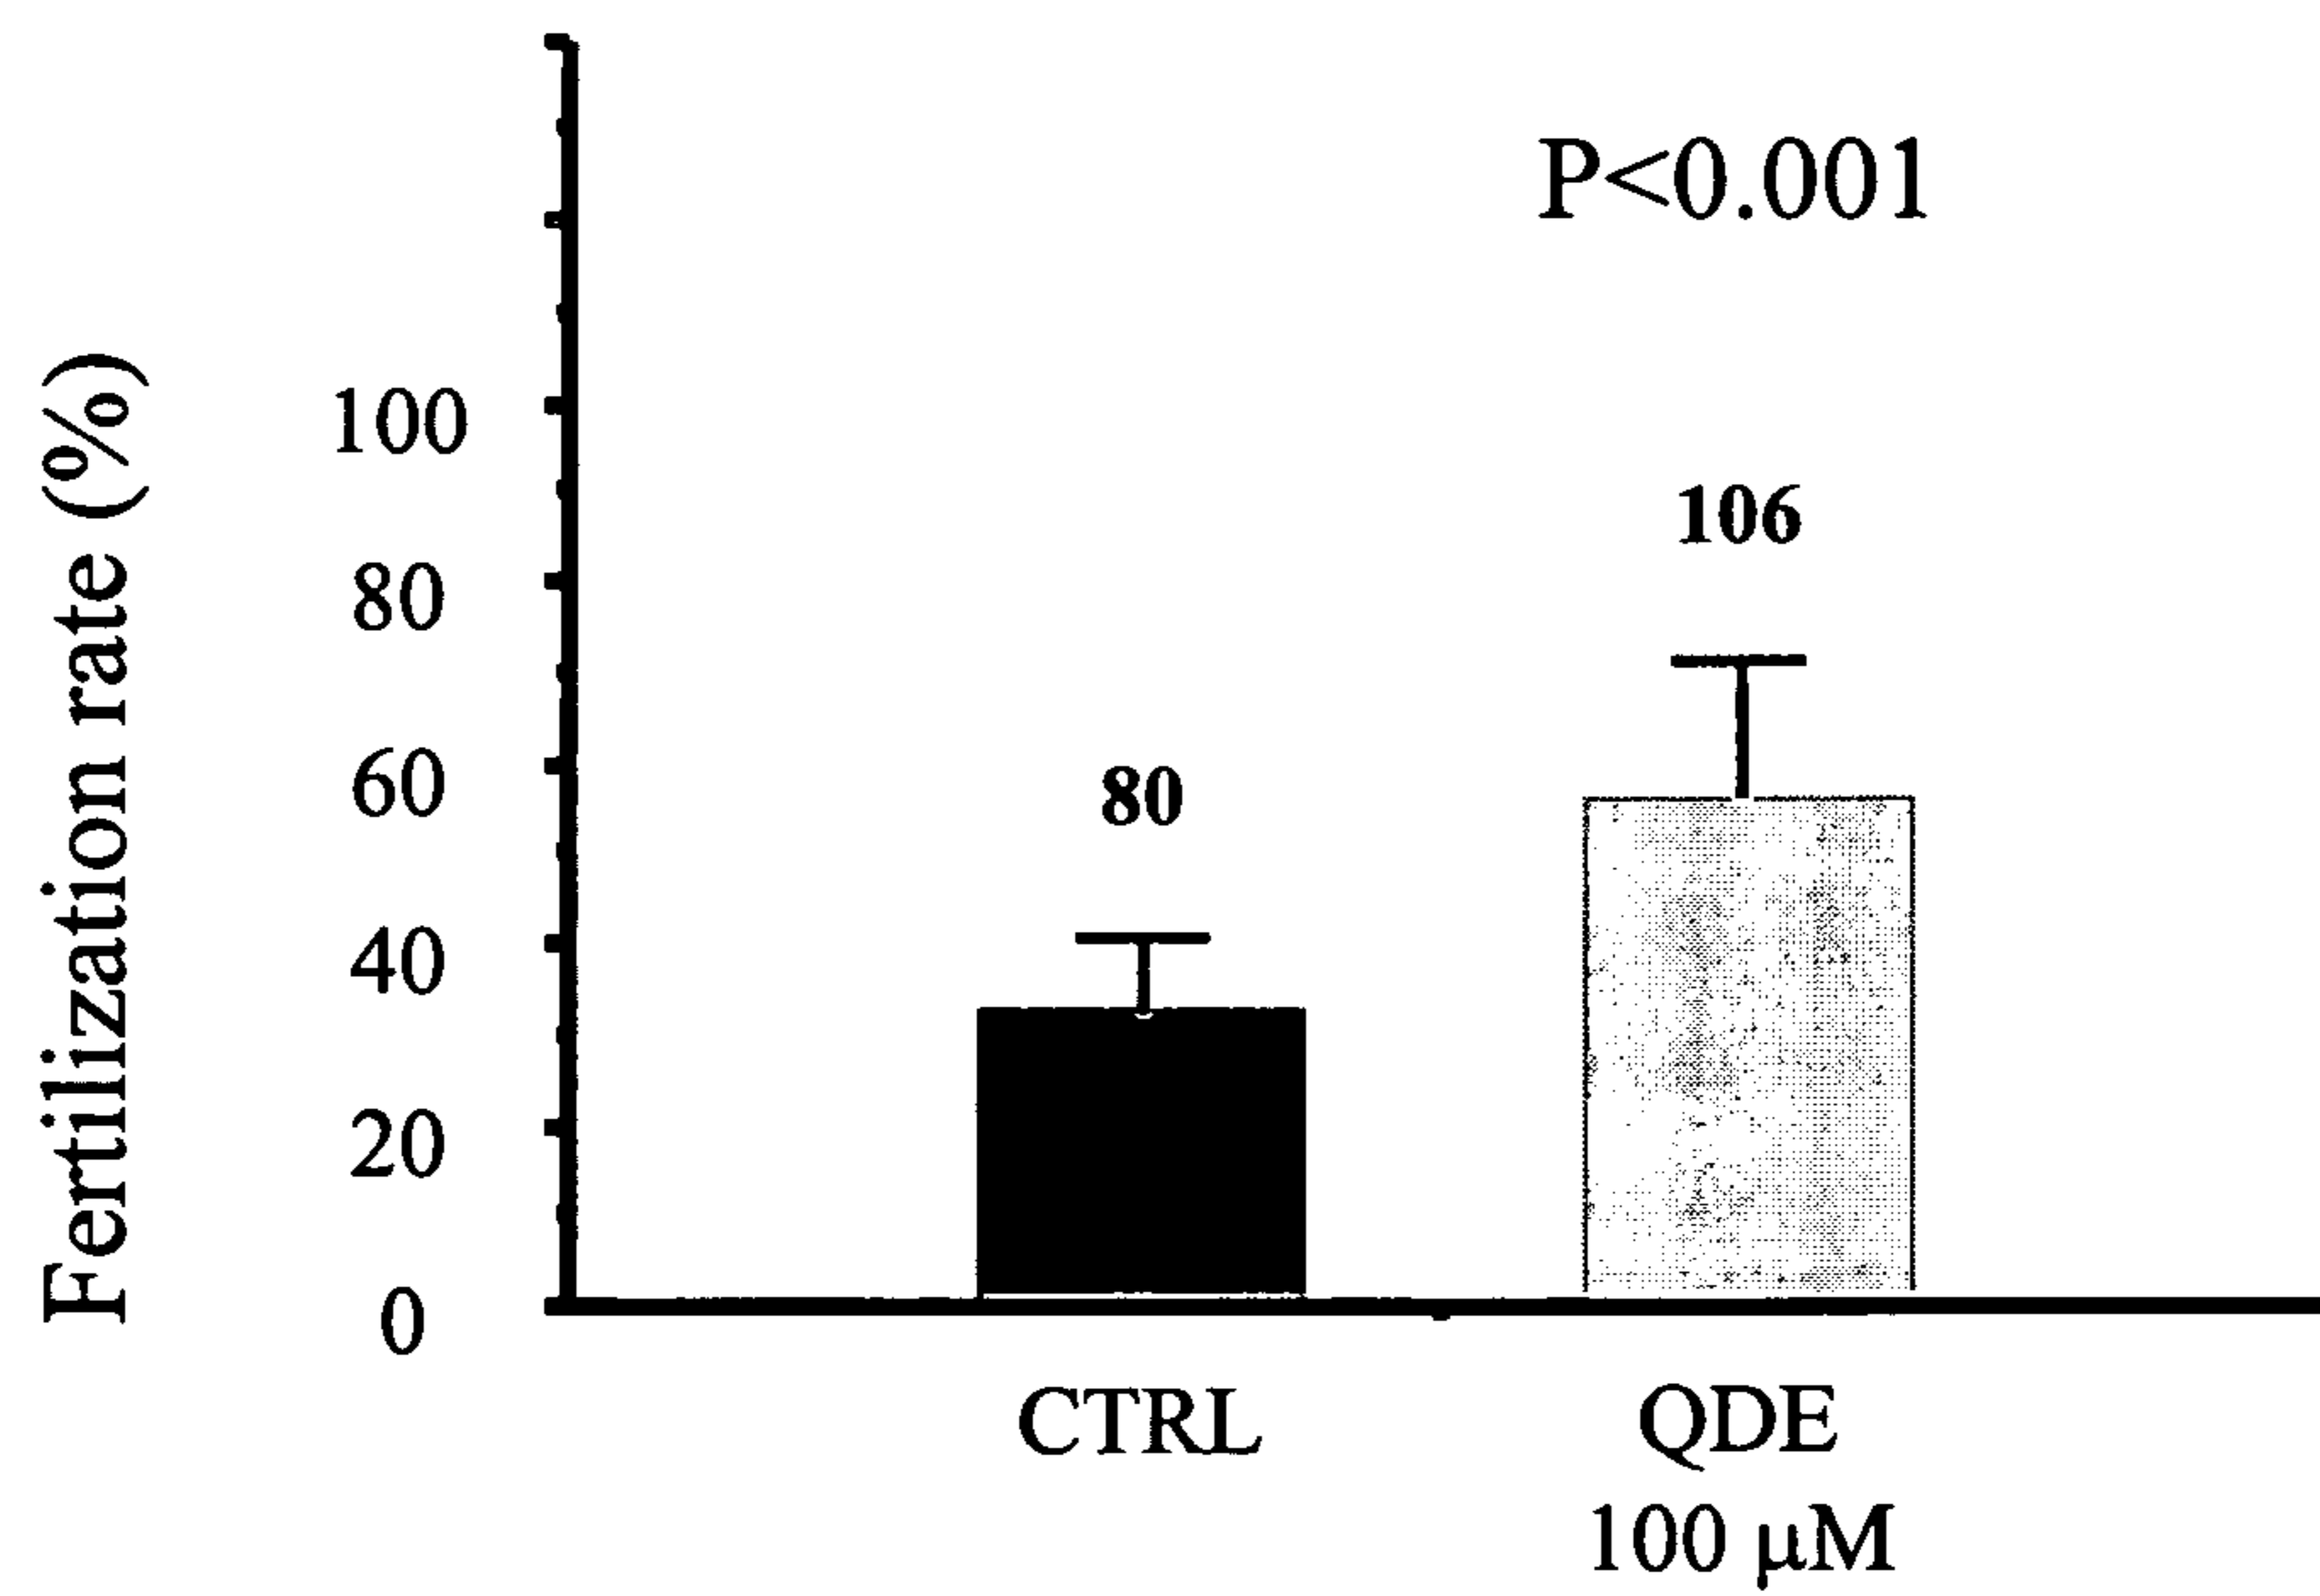 Fertilization rate (%)
P<0.001
100
106
80
80
60
40
20
0
CTRL
QDE
100 μM